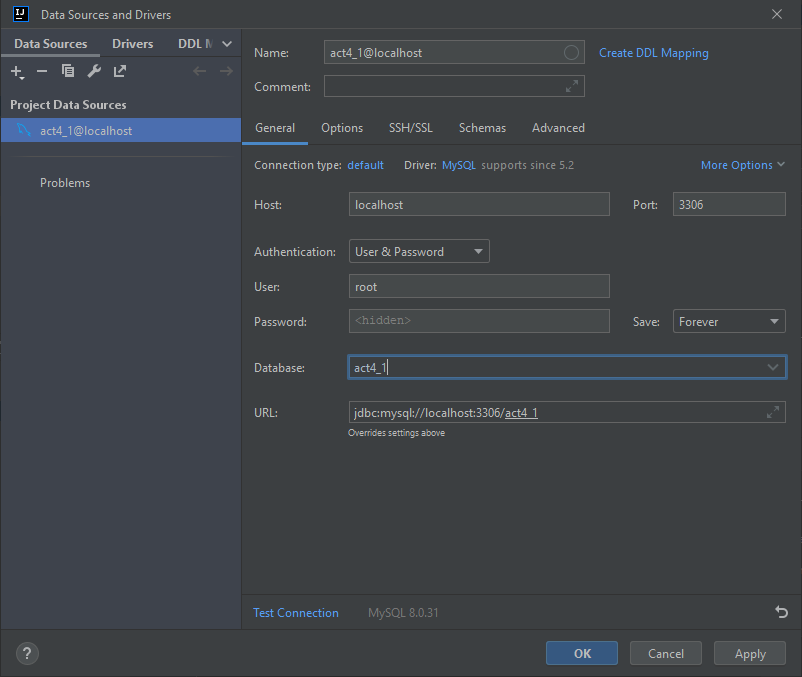 Data Sources and Drivers
Data Sources Drivers DDL M
Project Data Sources
act4_1@localhost
Problems
Name: act4_1@localhost Create DDL Mapping
Comment:
General Options SSH/SSL Schemas Advanced
Connection type: default Driver: MySQL supports since 5.2 More Options
Host: localhost Port: 3306
Authentication: User & Password
User: root
Password: <hidden> Save: Forever
Database: act4_1
URL: jdbc:mysql://localhost:3306/act4_1
Overrides settings above
Test Connection MySQL 8.0.31
? OK Cancel Apply